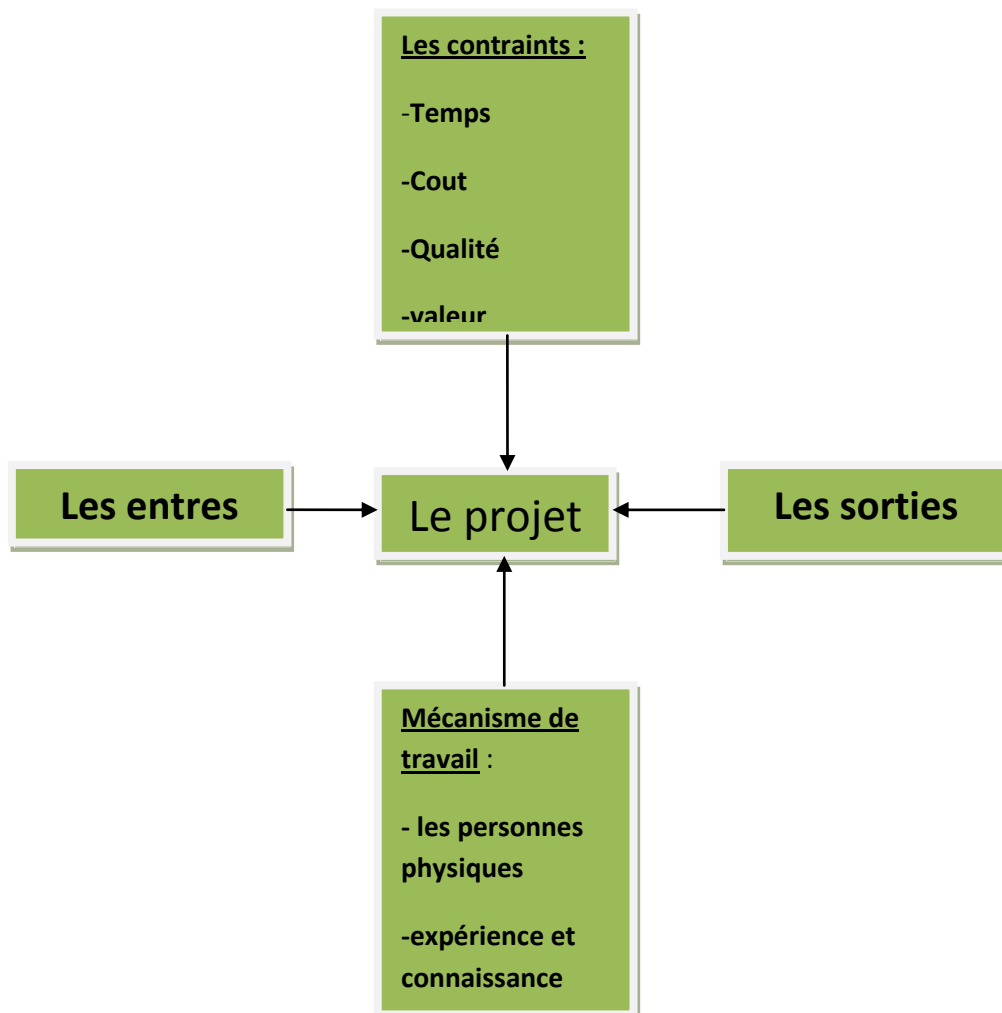 Les contraints :
-Temps
-Cout
-Qualité
-valeur
Les entres
Le projet
Les sorties
Mécanisme de
travail :
- les personnes
physiques
-expérience et
connaissance